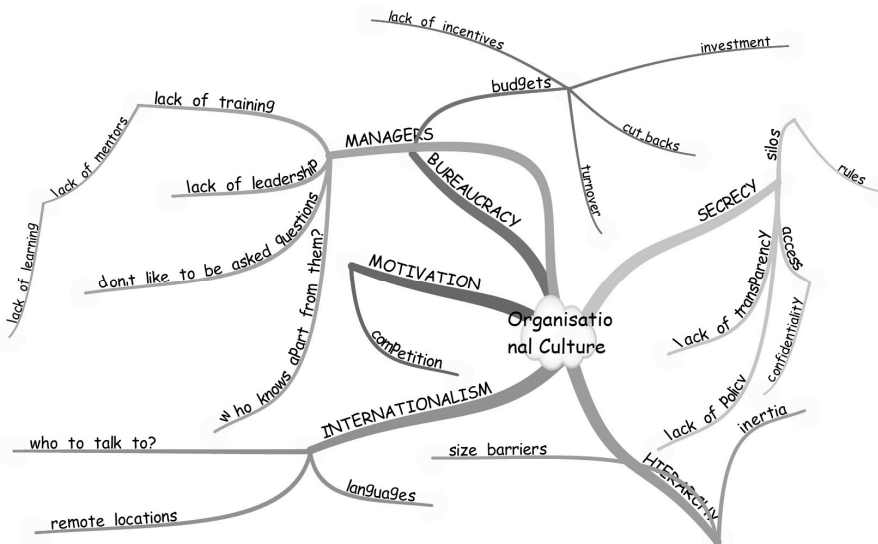 lack of incentives
investment
budgets
cut.backs
turnover
lack of training
lack of mentors
lack of learning
MANAGERS
lack of leadership
don.t like to be asked questions
who knows apart from them?
BUREAUCRACY
silos
rules
SECRECY
access
confidentiality
lack of transparency
lack of policy
MOTIVATION
competition
Organisatio
nal Culture
INTERNATIONALISM
who to talk to?
languages
remote locations
size barriers
HIERARCHY
inertia